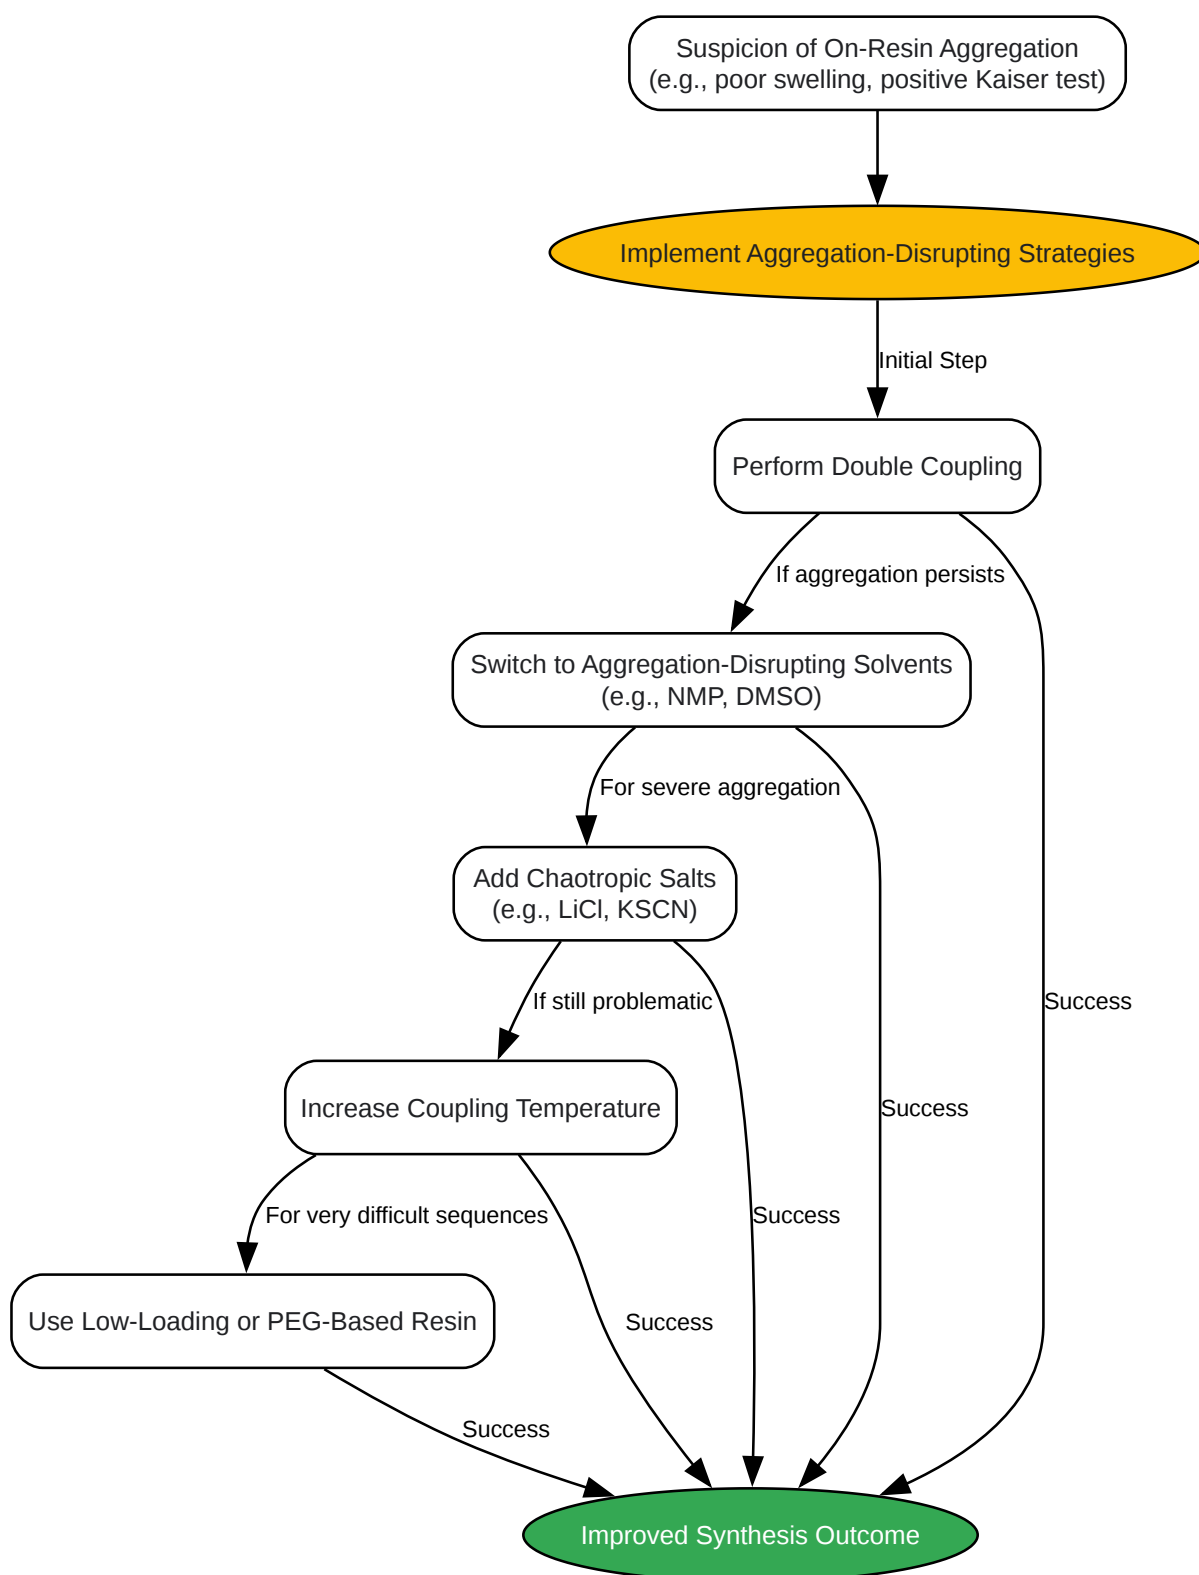 Suspicion of On-Resin Aggregation
(e.g., poor swelling, positive Kaiser test)
Implement Aggregation-Disrupting Strategies
Initial Step
Perform Double Coupling
If aggregation persists
Switch to Aggregation-Disrupting Solvents
(e.g., NMP, DMSO)
For severe aggregation
Add Chaotropic Salts
(e.g., LiCl, KSCN)
If still problematic
Success
Increase Coupling Temperature
Success
For very difficult sequences
Success
Use Low-Loading or PEG-Based Resin
Success
Success
Improved Synthesis Outcome